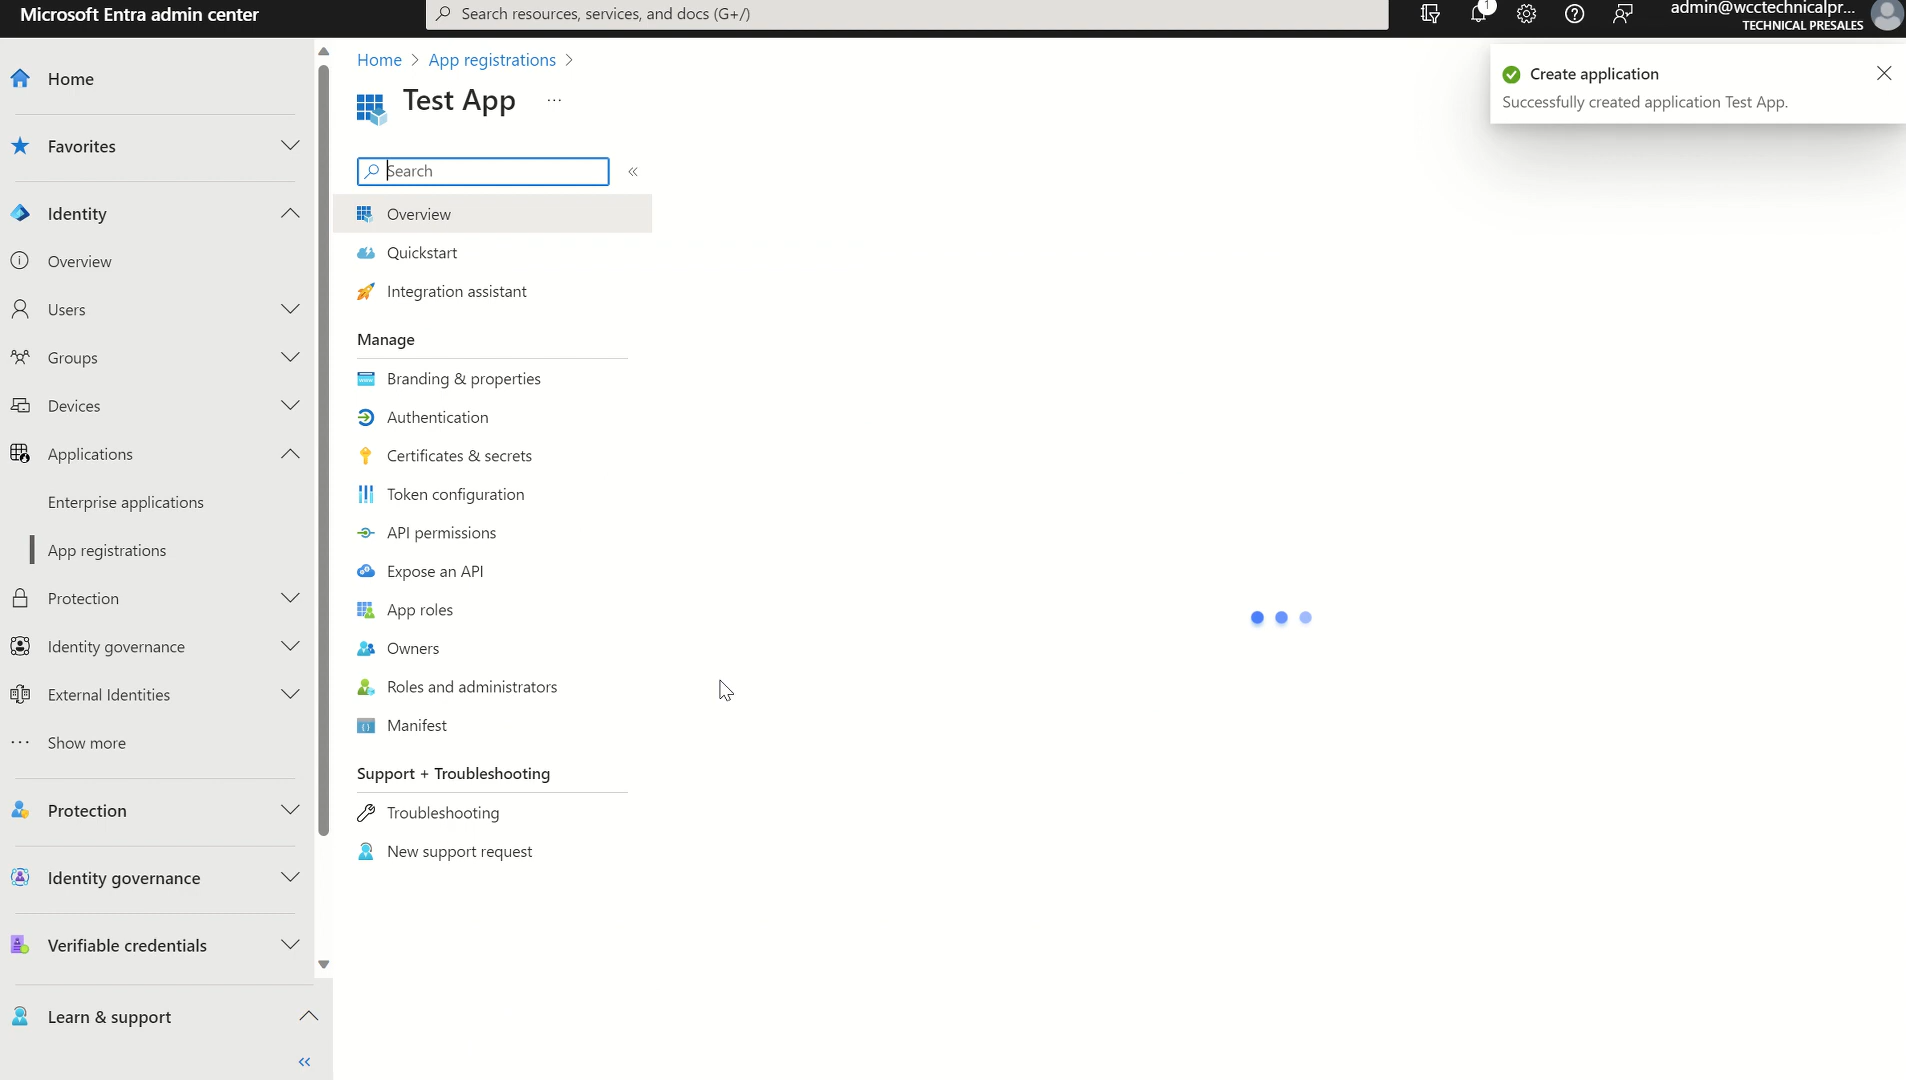 Microsoft Entra admin center
Search resources, services, and docs (G+/)
1
admin@wcctechnicalpr...
TECHNICAL PRESALES
Home
Favorites
Identity
Overview
Users
Groups
Devices
Applications
Enterprise applications
App registrations
Protection
Identity governance
External Identities
Show more
Protection
Identity governance
Verifiable credentials
Learn & support
Home > App registrations >
Test App
Search
Overview
Quickstart
Integration assistant
Manage
Branding & properties
Authentication
Certificates & secrets
Token configuration
API permissions
Expose an API
App roles
Owners
Roles and administrators
Manifest
Support + Troubleshooting
Troubleshooting
New support request
Create application
Successfully created application Test App.